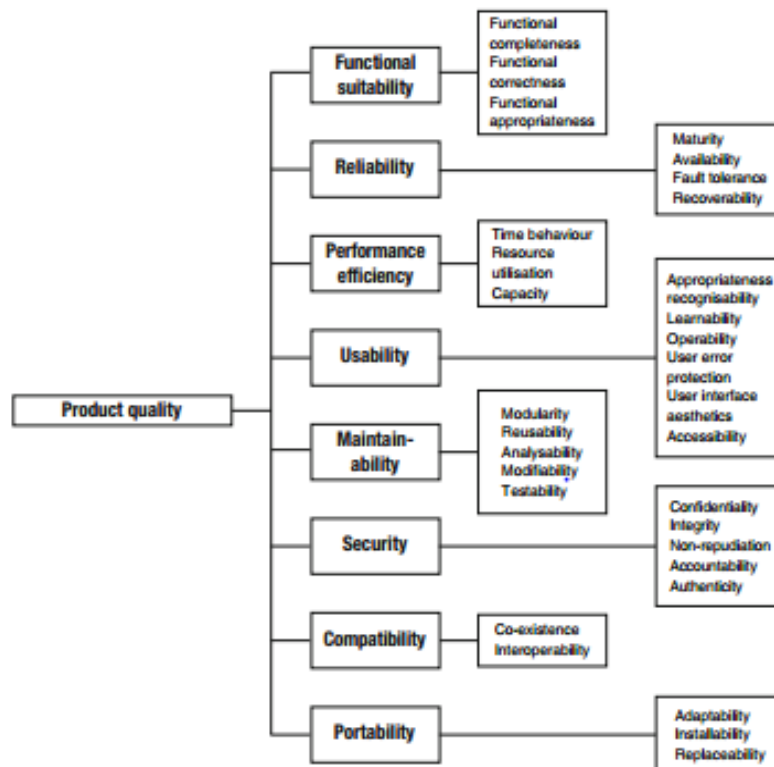 Product quality
Functional
suitability
Functional
completeness
Functional
correctness
Functional
appropriateness
Reliability
Maturity
Availability
Fault tolerance
Recoverability
Performance
efficiency
Time behaviour
Resource
utilisation
Capacity
Usability
Appropriateness
recognisability
Learnability
Operability
User error
protection
User interface
aesthetics
Accessibility
Maintain-
ability
Modularity
Reusability
Analysability
Modifiability
Testability
Security
Confidentiality
Integrity
Non-repudiation
Accountability
Authenticity
Compatibility
Co-existence
Interoperability
Portability
Adaptability
Installability
Replaceability